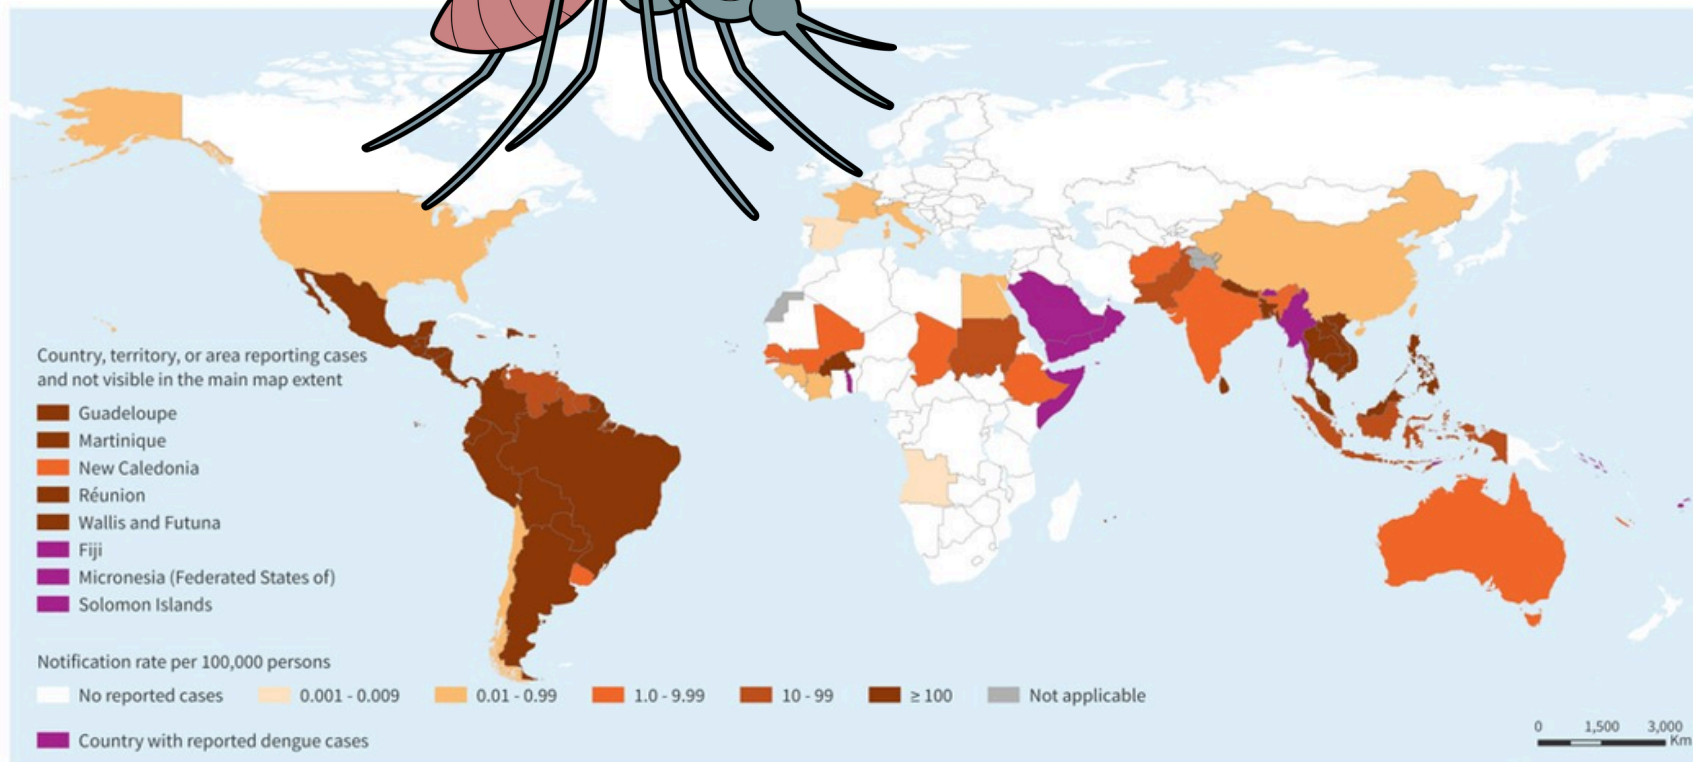 Country, territory, or area reporting cases
and not visible in the main map extent
Guadeloupe
Martinique
New Caledonia
Réunion
Wallis and Futuna
Fiji
Micronesia (Federated States of)
Solomon Islands
Notification rate per 100,000 persons
No reported cases 0.001 - 0.009 0.01 - 0.99 1.0 - 9.99 10 - 99 ≥ 100 Not applicable
Country with reported dengue cases
0 1,500 3,000
Km